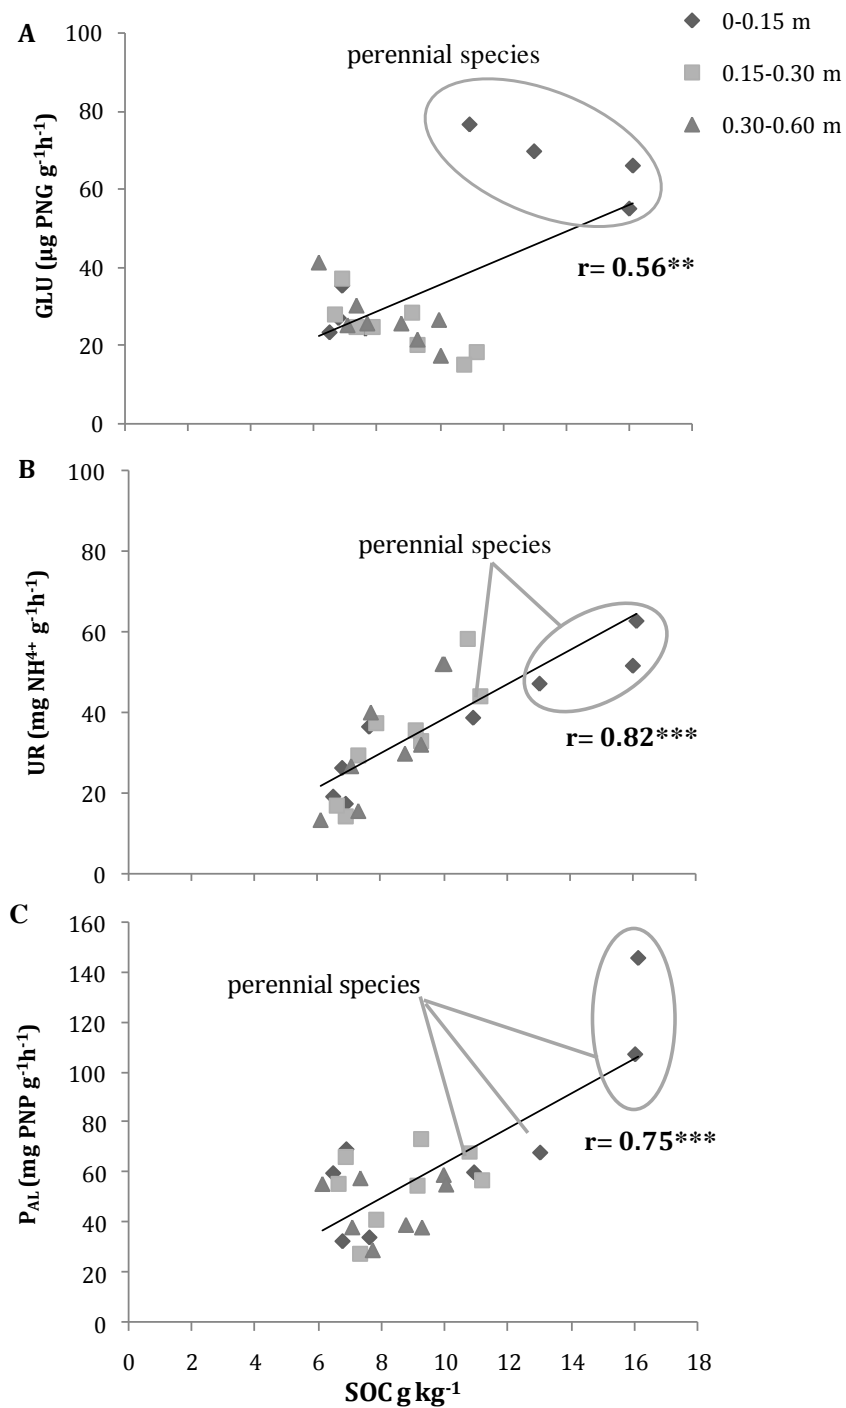 A
100
80
60
40
20
0
GLU (µg PNG g⁻¹h⁻¹)
perennial species
r= 0.56**
0-0.15 m
0.15-0.30 m
0.30-0.60 m
B
100
80
60
40
20
0
UR (mg NH⁴⁺ g⁻¹h⁻¹)
perennial species
r= 0.82***
C
160
140
120
100
80
60
40
20
0
P_AL (mg PNP g⁻¹h⁻¹)
perennial species
r= 0.75***
0 2 4 6 8 10 12 14 16 18
SOC g kg⁻¹